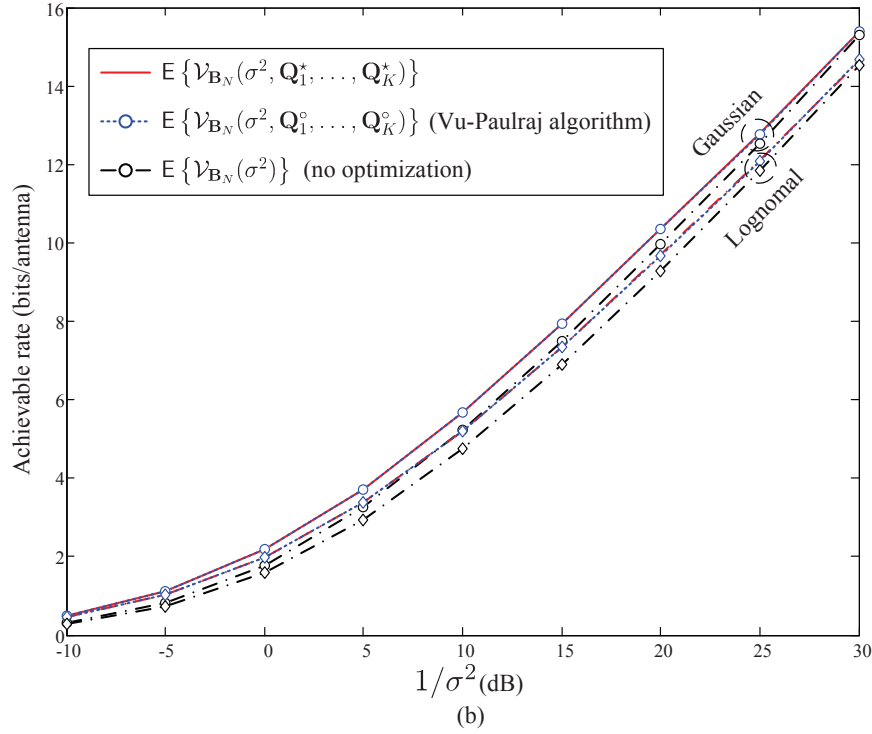 16
14
12
10
8
6
4
2
0
Achievable rate (bits/antenna)
E {𝒱_{𝐁_N}(σ², 𝐐₁^⋆, …, 𝐐_K^⋆)}
E {𝒱_{𝐁_N}(σ², 𝐐₁^∘, …, 𝐐_K^∘)} (Vu-Paulraj algorithm)
E {𝒱_{𝐁_N}(σ²)} (no optimization)
Gaussian
Lognomal
-10 -5 0 5 10 15 20 25 30
1/σ² (dB)
(b)